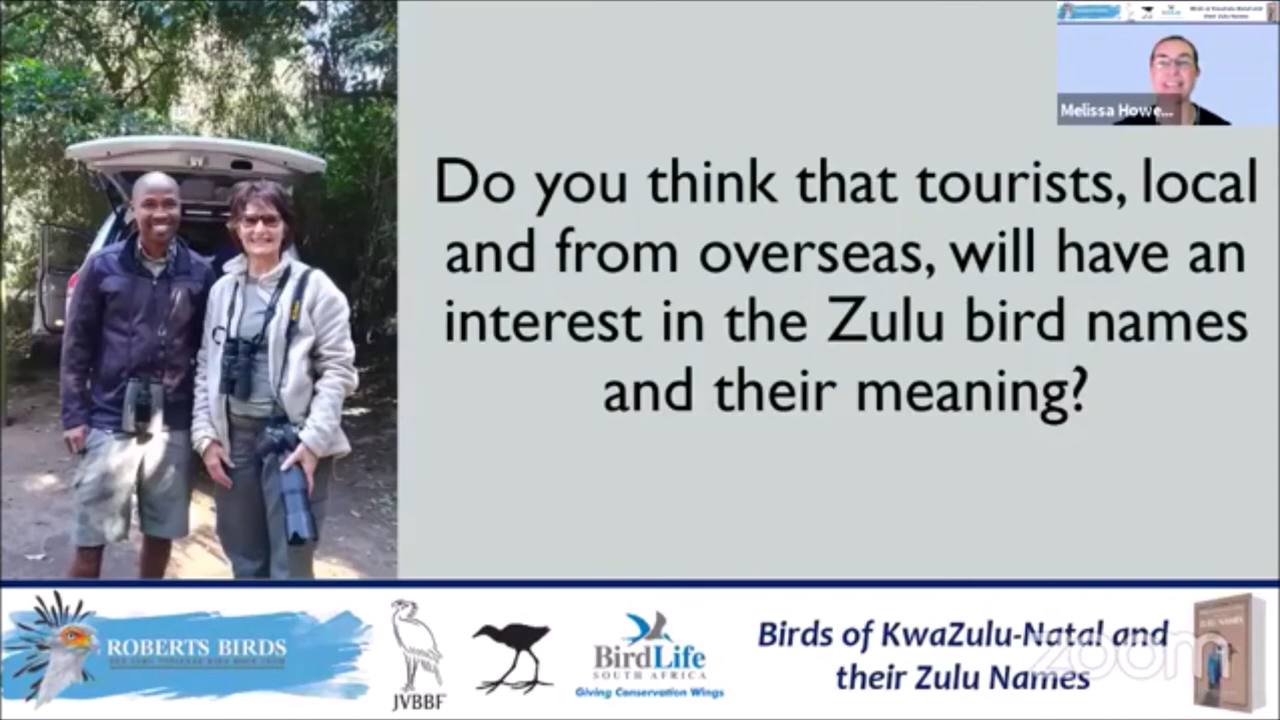 Melissa Howe...
Do you think that tourists, local
and from overseas, will have an
interest in the Zulu bird names
and their meaning?
ROBERTS BIRDS
JVBBF
BirdLife
SOUTH AFRICA
Giving Conservation Wings
Birds of KwaZulu-Natal and
their Zulu Names
zoom
ZULU NAMES